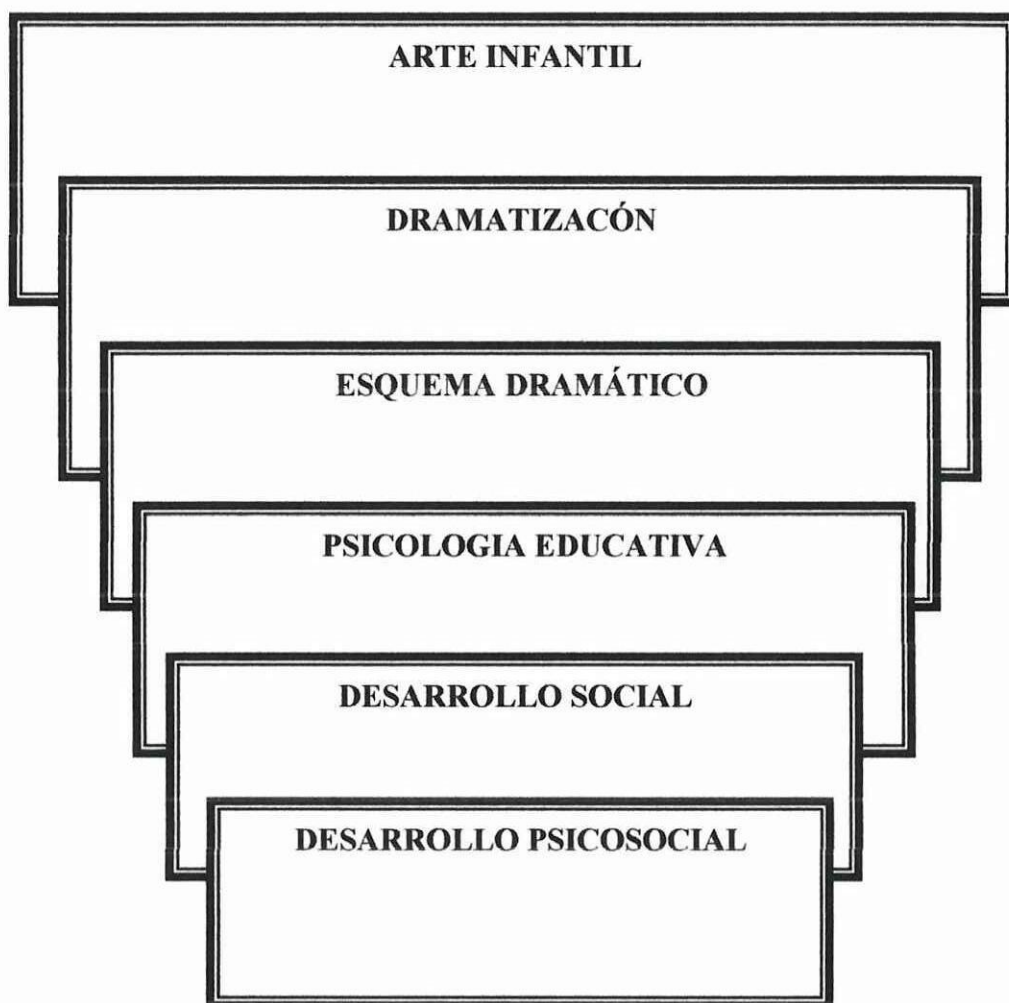 ARTE INFANTIL
DRAMATIZACÓN
ESQUEMA DRAMÁTICO
PSICOLOGIA EDUCATIVA
DESARROLLO SOCIAL
DESARROLLO PSICOSOCIAL